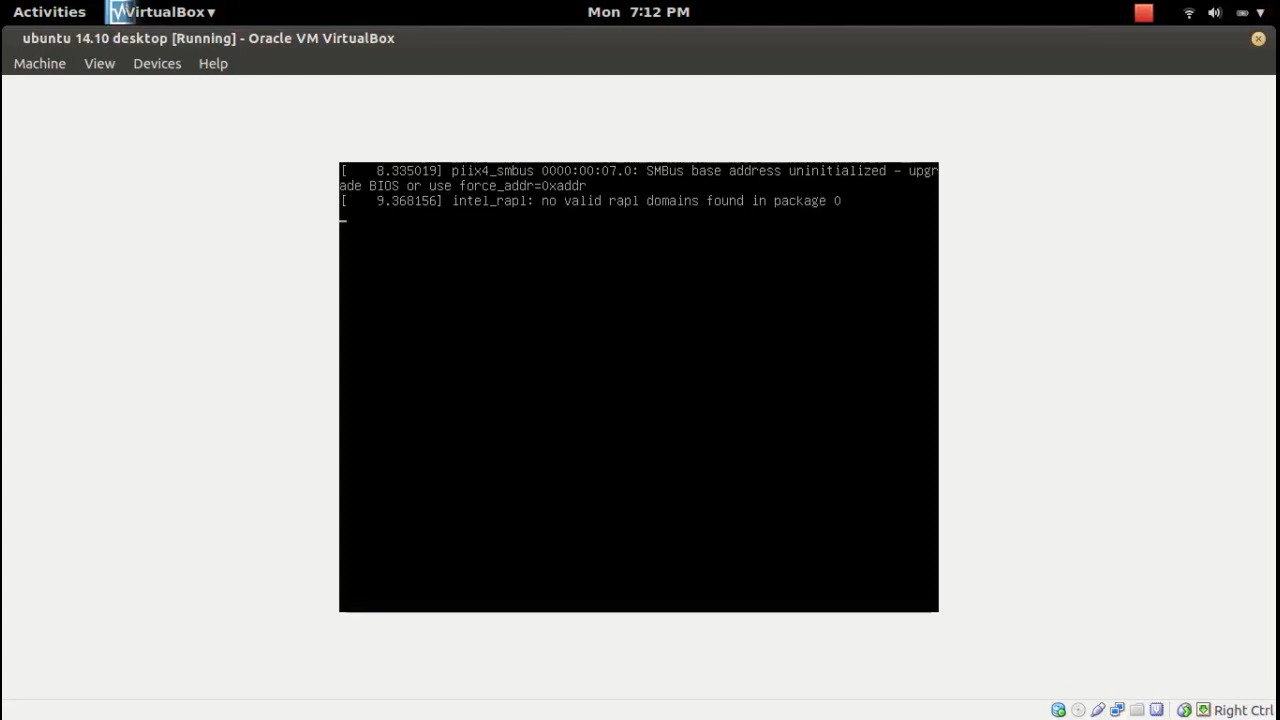 Activities VirtualBox Mon 7:12 PM
ubuntu 14.10 desktop [Running] - Oracle VM VirtualBox
Machine View Devices Help
[    8.335019] piix4_smbus 0000:00:07.0: SMBus base address uninitialized - upgr
ade BIOS or use force_addr=0xaddr
[    9.368156] intel_rapl: no valid rapl domains found in package 0
Right Ctrl